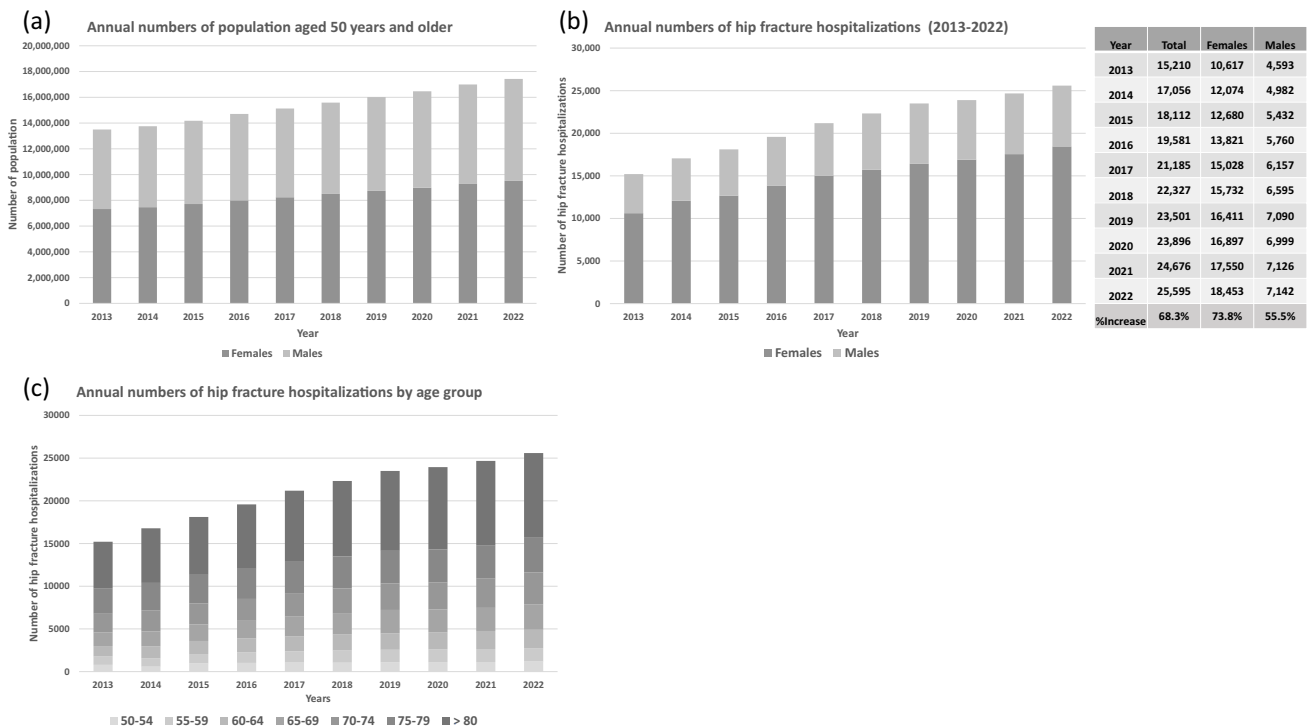 (a)
Annual numbers of population aged 50 years and older
20,000,000
18,000,000
16,000,000
14,000,000
12,000,000
10,000,000
8,000,000
6,000,000
4,000,000
2,000,000
0
Number of population
2013 2014 2015 2016 2017 2018 2019 2020 2021 2022
Year
Females Males
(b)
Annual numbers of hip fracture hospitalizations (2013-2022)
30,000
25,000
20,000
15,000
10,000
5,000
0
Number of hip fracture hospitalizations
2013 2014 2015 2016 2017 2018 2019 2020 2021 2022
Year
Females Males
Year Total Females Males
2013 15,210 10,617 4,593
2014 17,056 12,074 4,982
2015 18,112 12,680 5,432
2016 19,581 13,821 5,760
2017 21,185 15,028 6,157
2018 22,327 15,732 6,595
2019 23,501 16,411 7,090
2020 23,896 16,897 6,999
2021 24,676 17,550 7,126
2022 25,595 18,453 7,142
%Increase 68.3% 73.8% 55.5%
(c)
Annual numbers of hip fracture hospitalizations by age group
30000
25000
20000
15000
10000
5000
0
Number of hip fracture hospitalizations
2013 2014 2015 2016 2017 2018 2019 2020 2021 2022
Years
50-54 55-59 60-64 65-69 70-74 75-79 > 80